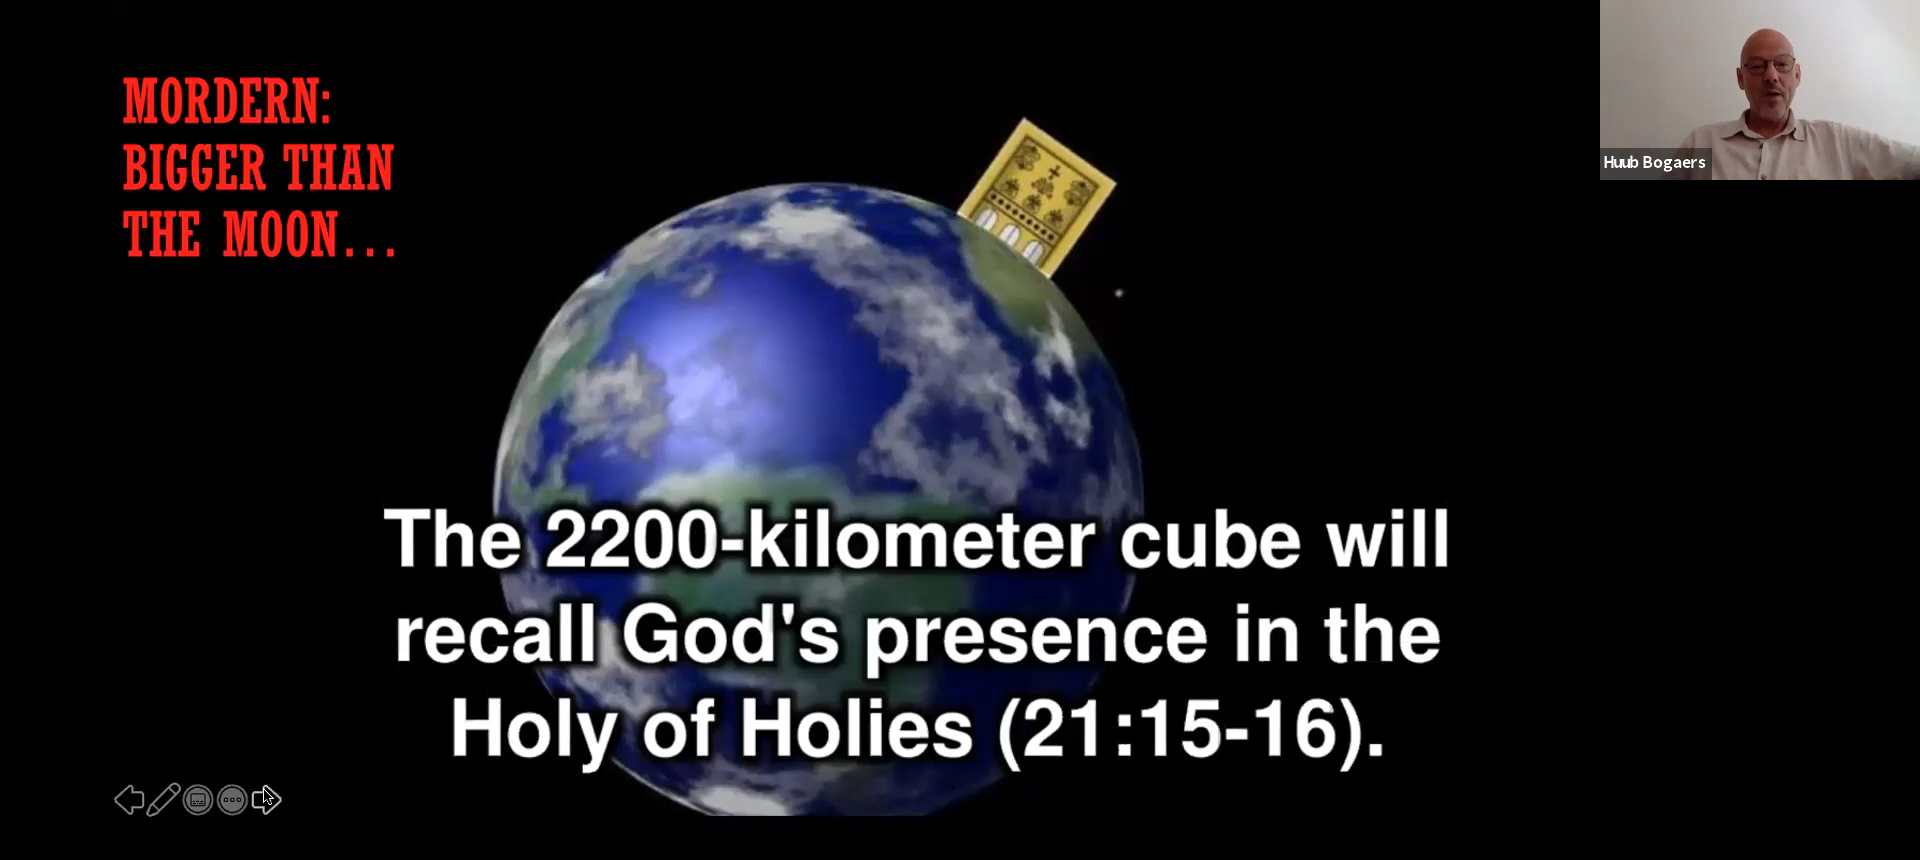 MORDERN:
BIGGER THAN
THE MOON...
Huub Bogaers
The 2200-kilometer cube will
recall God's presence in the
Holy of Holies (21:15-16).